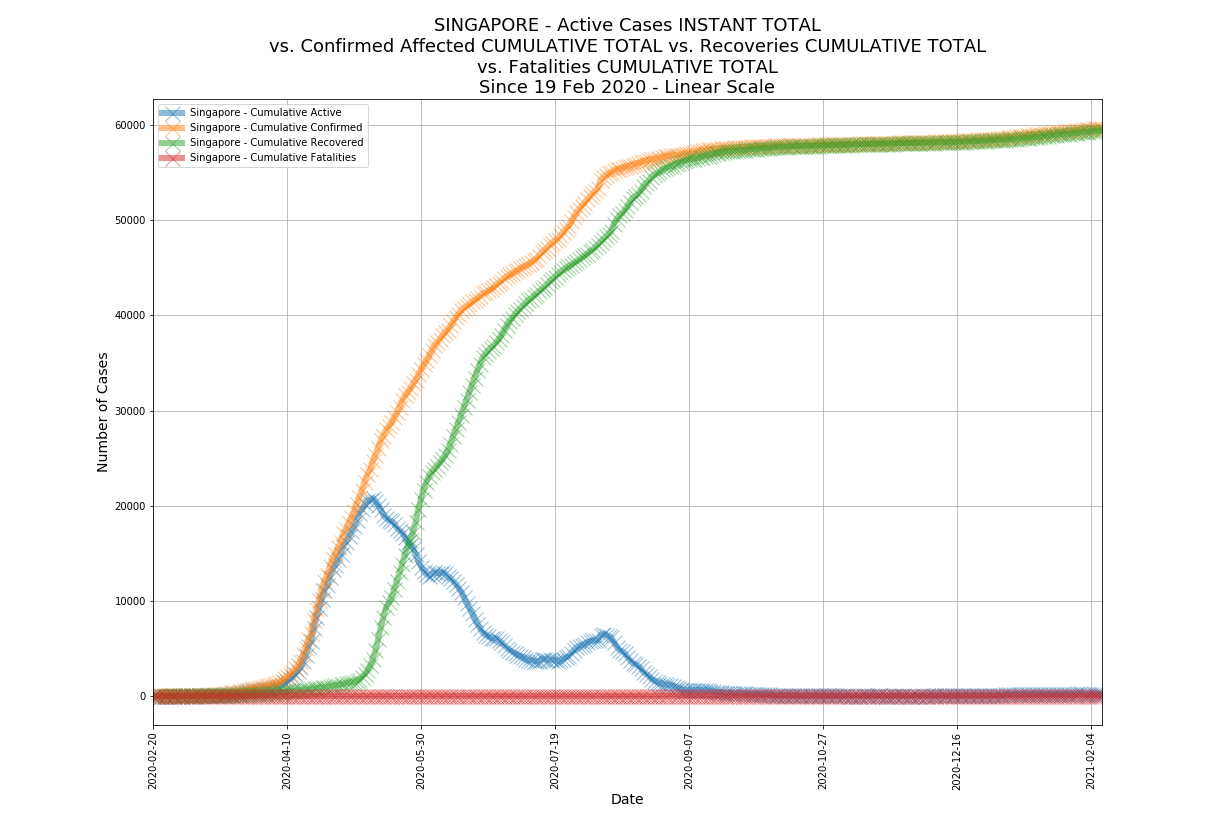 SINGAPORE - Active Cases INSTANT TOTAL
vs. Confirmed Affected CUMULATIVE TOTAL vs. Recoveries CUMULATIVE TOTAL
vs. Fatalities CUMULATIVE TOTAL
Since 19 Feb 2020 - Linear Scale
Singapore - Cumulative Active
Singapore - Cumulative Confirmed
Singapore - Cumulative Recovered
Singapore - Cumulative Fatalities
Number of Cases
60000
50000
40000
30000
20000
10000
0
2020-02-20
2020-04-10
2020-05-30
2020-07-19
2020-09-07
2020-10-27
2020-12-16
2021-02-04
Date